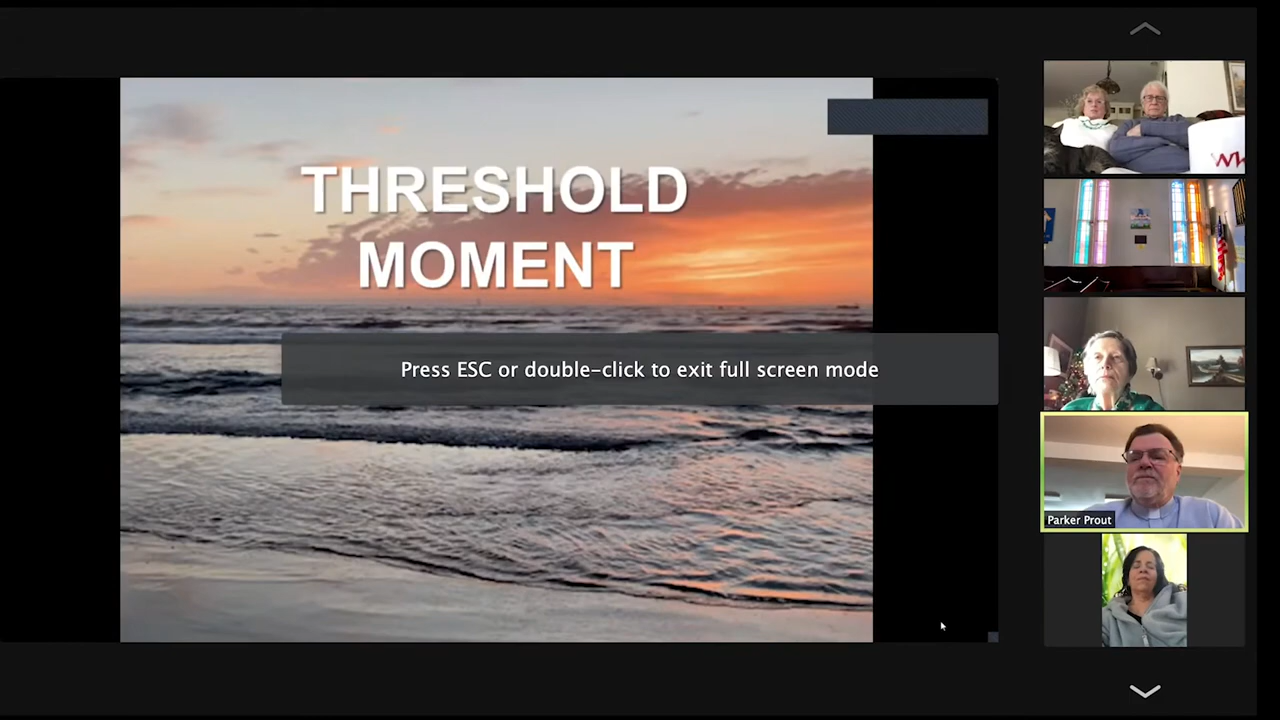 THRESHOLD
MOMENT
Press ESC or double-click to exit full screen mode
Parker Prout